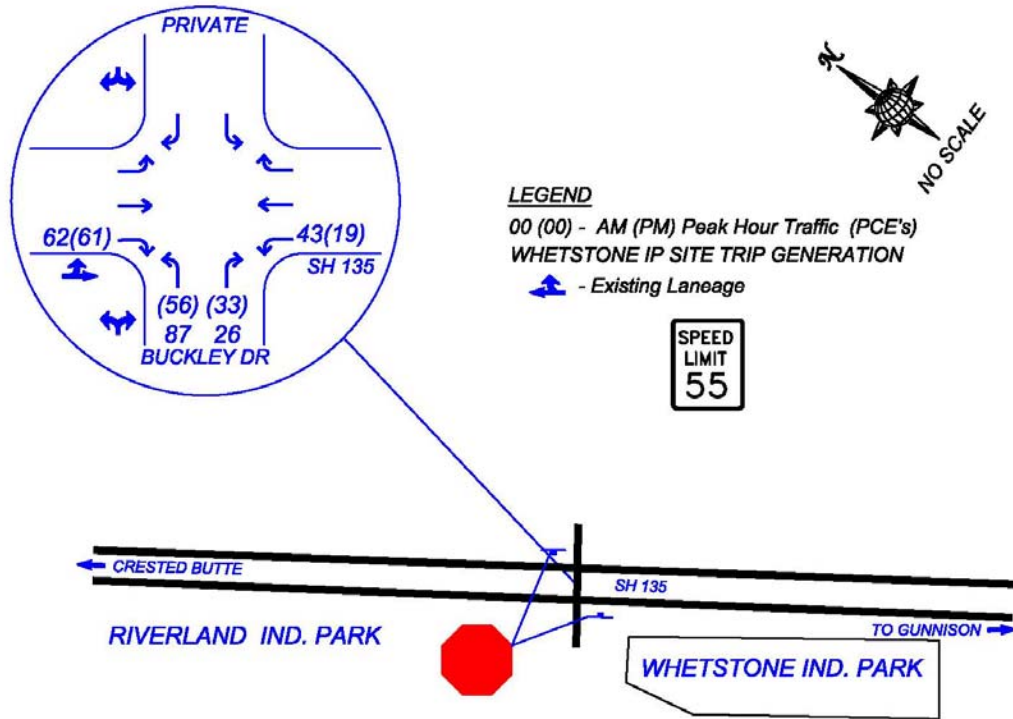 PRIVATE
N
NO SCALE
LEGEND
00 (00) - AM (PM) Peak Hour Traffic (PCE's)
WHETSTONE IP SITE TRIP GENERATION
- Existing Laneage
62(61)
43(19)
SH 135
(56) (33)
87 26
BUCKLEY DR
SPEED
LIMIT
55
CRESTED BUTTE
SH 135
RIVERLAND IND. PARK
TO GUNNISON
WHETSTONE IND. PARK